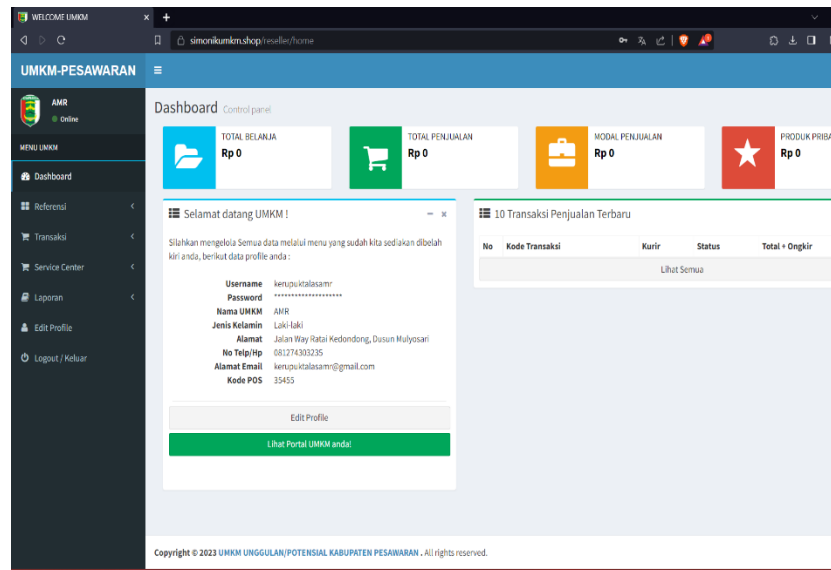 WELCOME UMKM
simonikumkm.shop/reseller/home
UMKM-PESAWARAN
AMR
Online
MENU UMKM
Dashboard
Referensi
Transaksi
Service Center
Laporan
Edit Profile
Logout / Keluar
Dashboard Control panel
TOTAL BELANJA
Rp 0
TOTAL PENJUALAN
Rp 0
MODAL PENJUALAN
Rp 0
PRODUK PRIBA
Rp 0
Selamat datang UMKM !
Silahkan mengelola Semua data melalui menu yang sudah kita sediakan dibelah
kiri anda, berikut data profile anda :
Username kerupuktalasamr
Password ********************
Nama UMKM AMR
Jenis Kelamin Laki-laki
Alamat Jalan Way Ratai Kedondong, Dusun Mulyosari
No Telp/Hp 081274303235
Alamat Email kerupuktalasamr@gmail.com
Kode POS 35455
Edit Profile
Lihat Portal UMKM anda!
10 Transaksi Penjualan Terbaru
No Kode Transaksi Kurir Status Total + Ongkir
Lihat Semua
Copyright © 2023 UMKM UNGGULAN/POTENSIAL KABUPATEN PESAWARAN . All rights reserved.